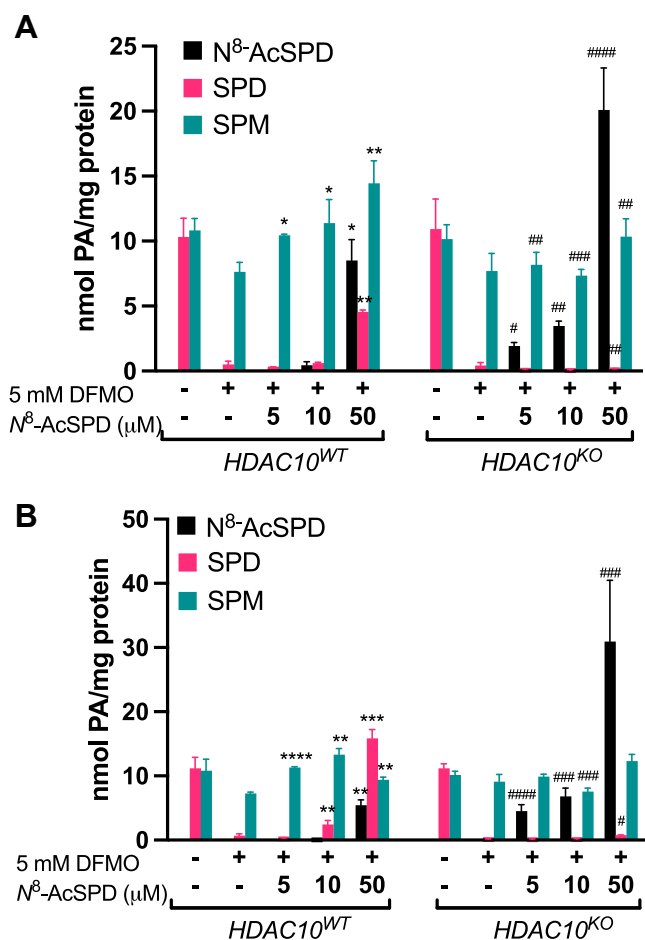 A
N⁸-AcSPD
SPD
SPM
nmol PA/mg protein
25
20
15
10
5
0
* * * ** ** # ## ## ### #### ## ##
5 mM DFMO - + + + + - + + + +
N⁸-AcSPD (μM) - - 5 10 50 - - 5 10 50
HDAC10ᵂᵀ HDAC10ᴷᴼ
B
N⁸-AcSPD
SPD
SPM
nmol PA/mg protein
50
40
30
20
10
0
**** ** ** ** *** ** #### ### ### ### #
5 mM DFMO - + + + + - + + + +
N⁸-AcSPD (μM) - - 5 10 50 - - 5 10 50
HDAC10ᵂᵀ HDAC10ᴷᴼ